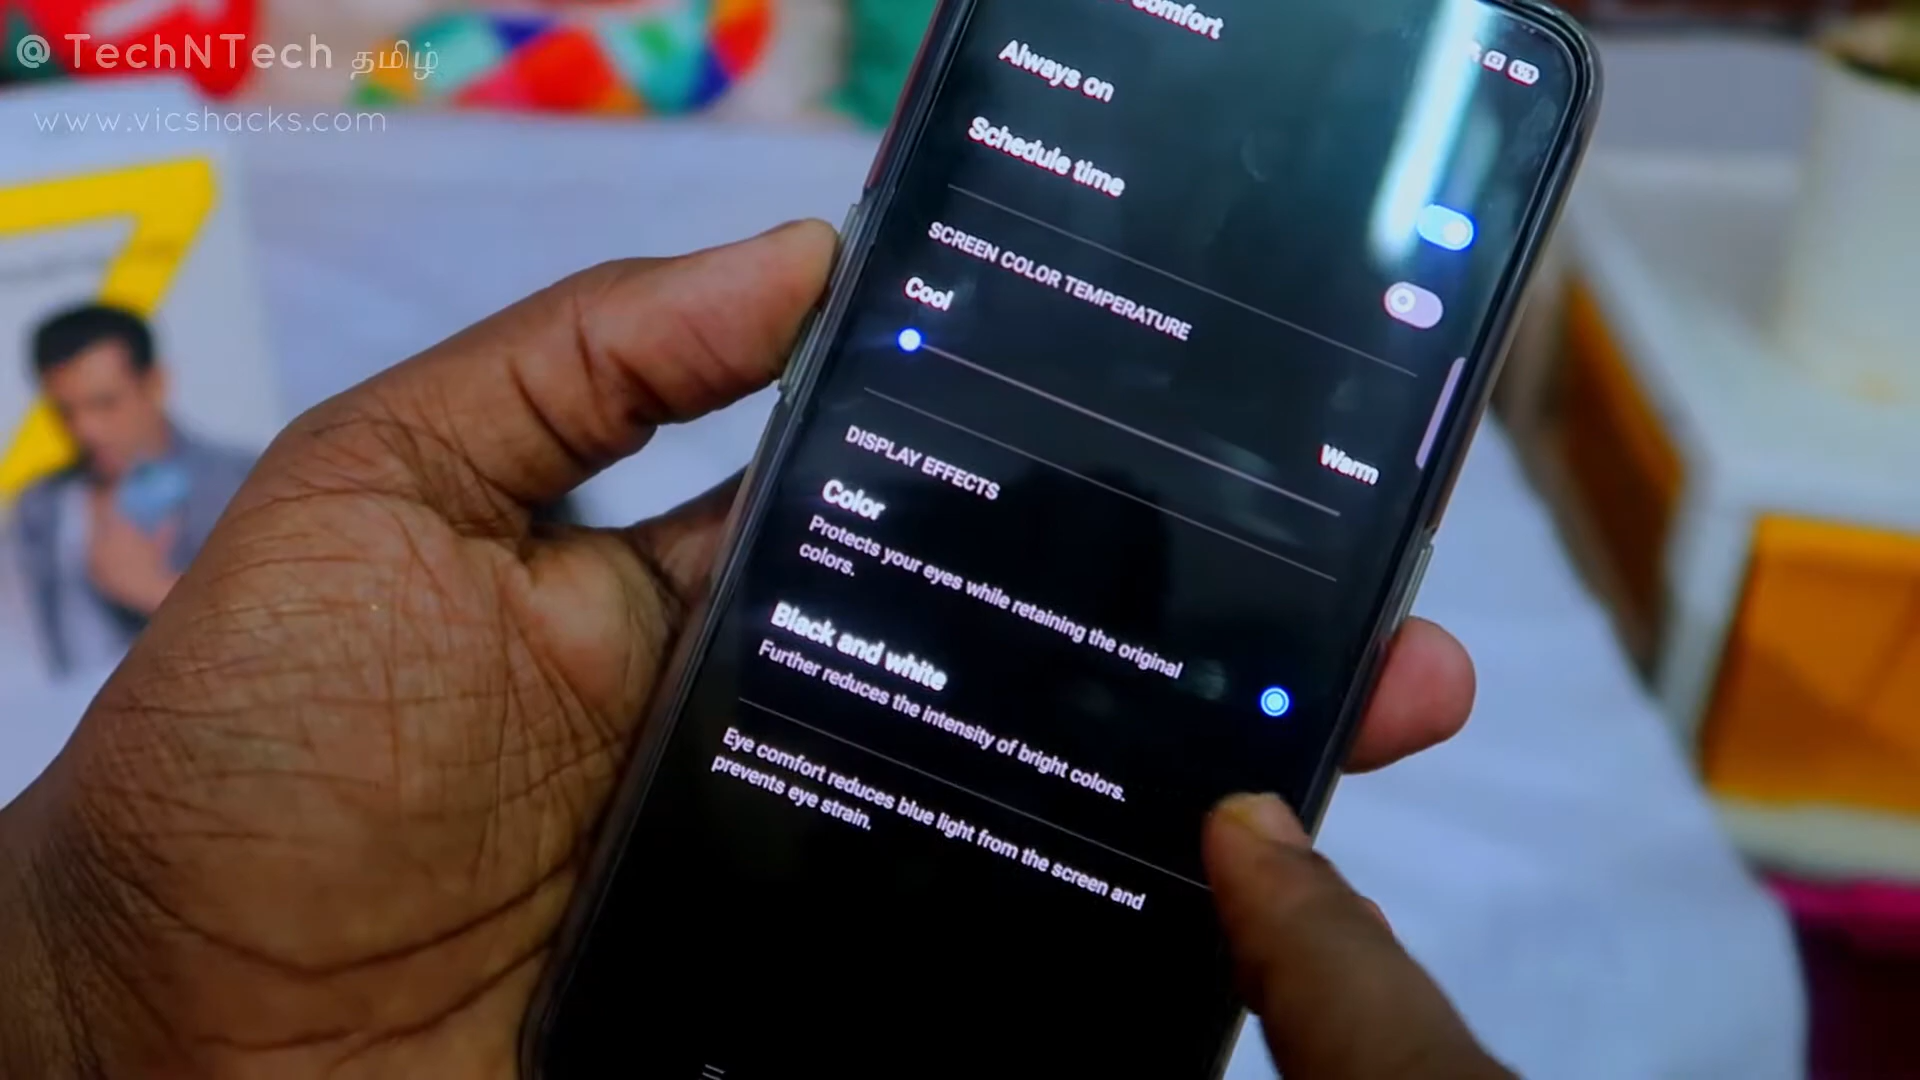 @ TechNTech தமிழ்
www.vicshacks.com
comfort
Always on
Schedule time
SCREEN COLOR TEMPERATURE
Cool
Warm
DISPLAY EFFECTS
Color
Protects your eyes while retaining the original
colors.
Black and white
Further reduces the intensity of bright colors.
Eye comfort reduces blue light from the screen and
prevents eye strain.